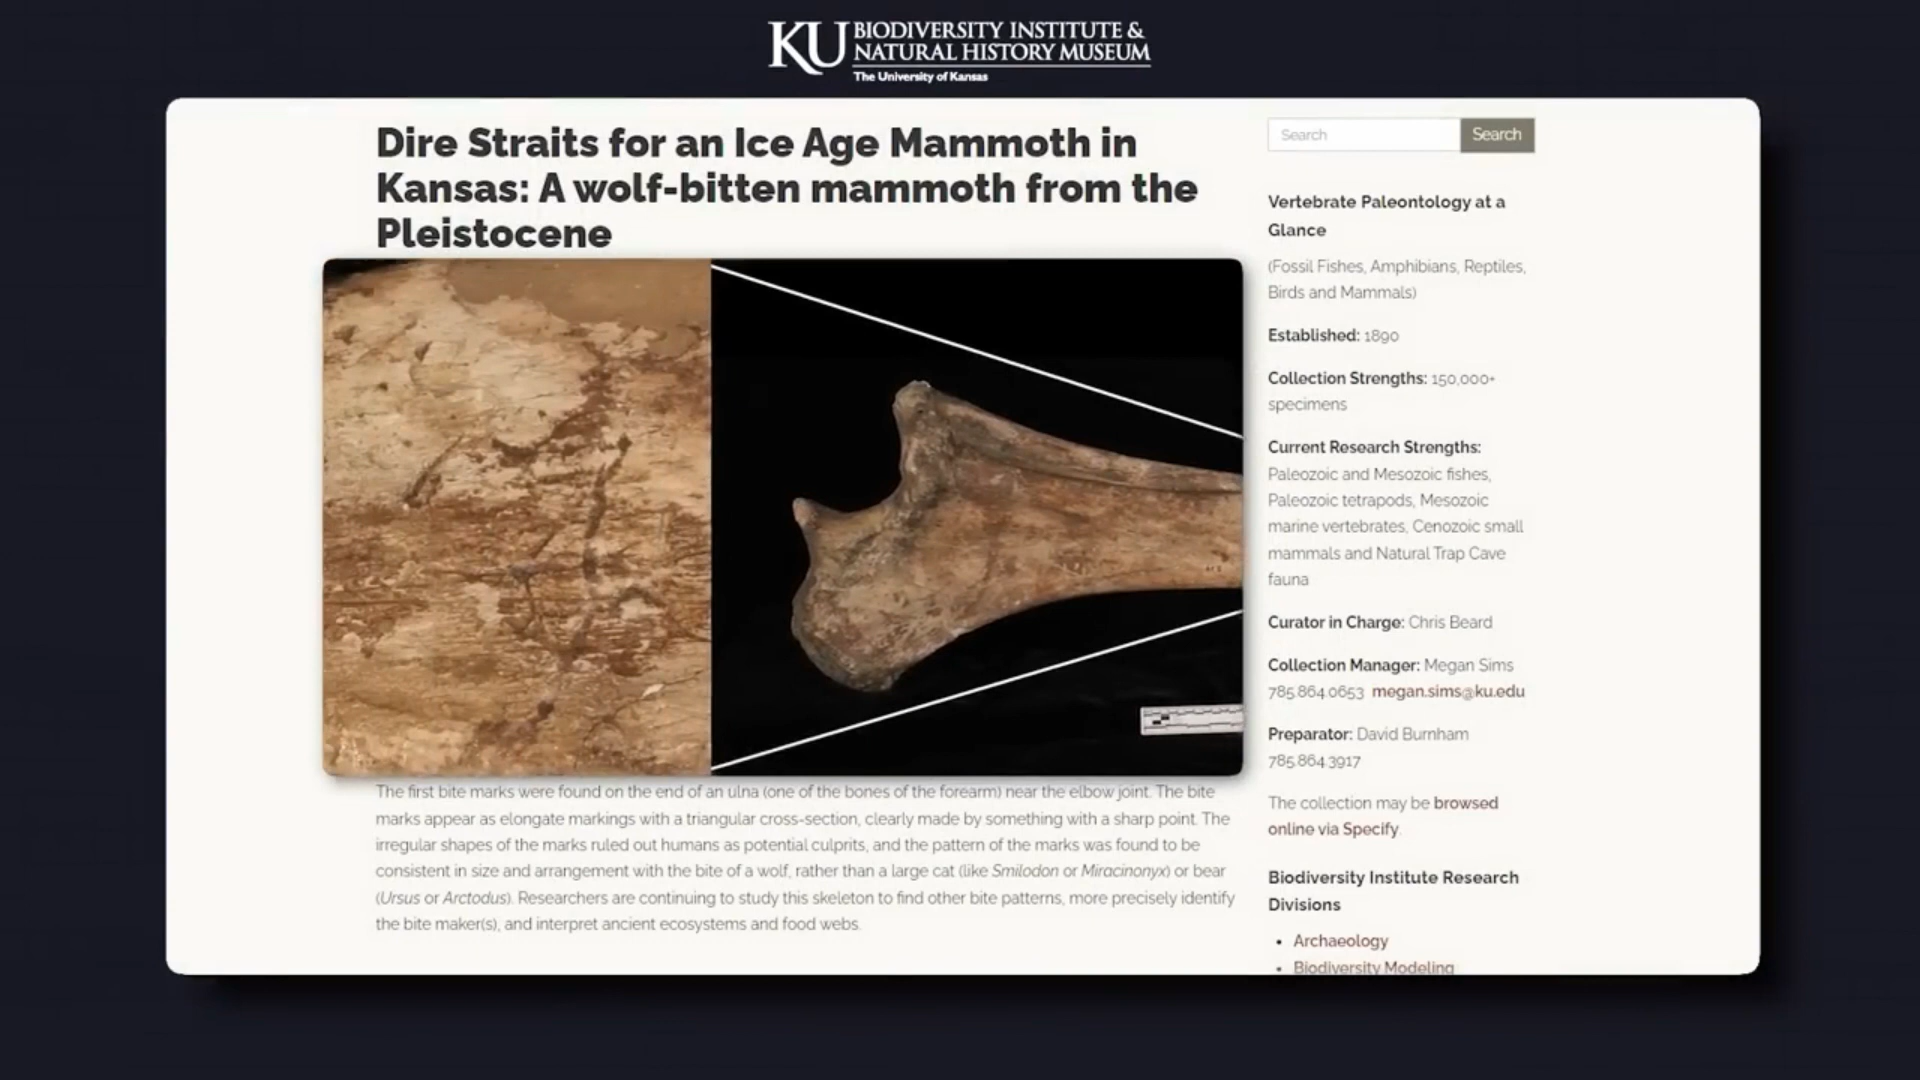 KU BIODIVERSITY INSTITUTE &
NATURAL HISTORY MUSEUM
The University of Kansas
Dire Straits for an Ice Age Mammoth in
Kansas: A wolf-bitten mammoth from the
Pleistocene
The first bite marks were found on the end of an ulna (one of the bones of the forearm) near the elbow joint. The bite
marks appear as elongate markings with a triangular cross-section, clearly made by something with a sharp point. The
irregular shapes of the marks ruled out humans as potential culprits, and the pattern of the marks was found to be
consistent in size and arrangement with the bite of a wolf, rather than a large cat (like Smilodon or Miracinonyx) or bear
(Ursus or Arctodus). Researchers are continuing to study this skeleton to find other bite patterns, more precisely identify
the bite maker(s), and interpret ancient ecosystems and food webs.
Search Search
Vertebrate Paleontology at a
Glance
(Fossil Fishes, Amphibians, Reptiles,
Birds and Mammals)
Established: 1890
Collection Strengths: 150,000+
specimens
Current Research Strengths:
Paleozoic and Mesozoic fishes,
Paleozoic tetrapods, Mesozoic
marine vertebrates, Cenozoic small
mammals and Natural Trap Cave
fauna
Curator in Charge: Chris Beard
Collection Manager: Megan Sims
785.864.0653 megan.sims@ku.edu
Preparator: David Burnham
785.864.3917
The collection may be browsed
online via Specify.
Biodiversity Institute Research
Divisions
• Archaeology
• Biodiversity Modeling